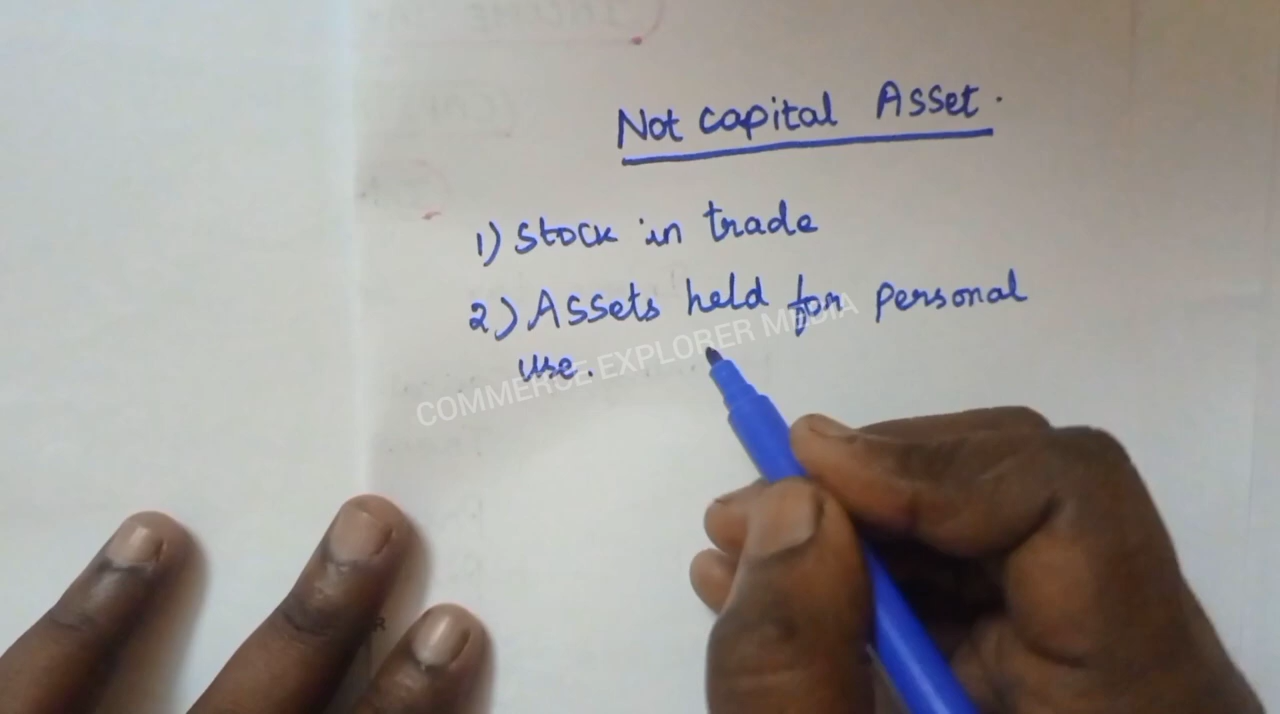 Not capital Asset.
1) Stock in trade
2) Assets held for personal
use.
COMMERCE EXPLORER MEDIA